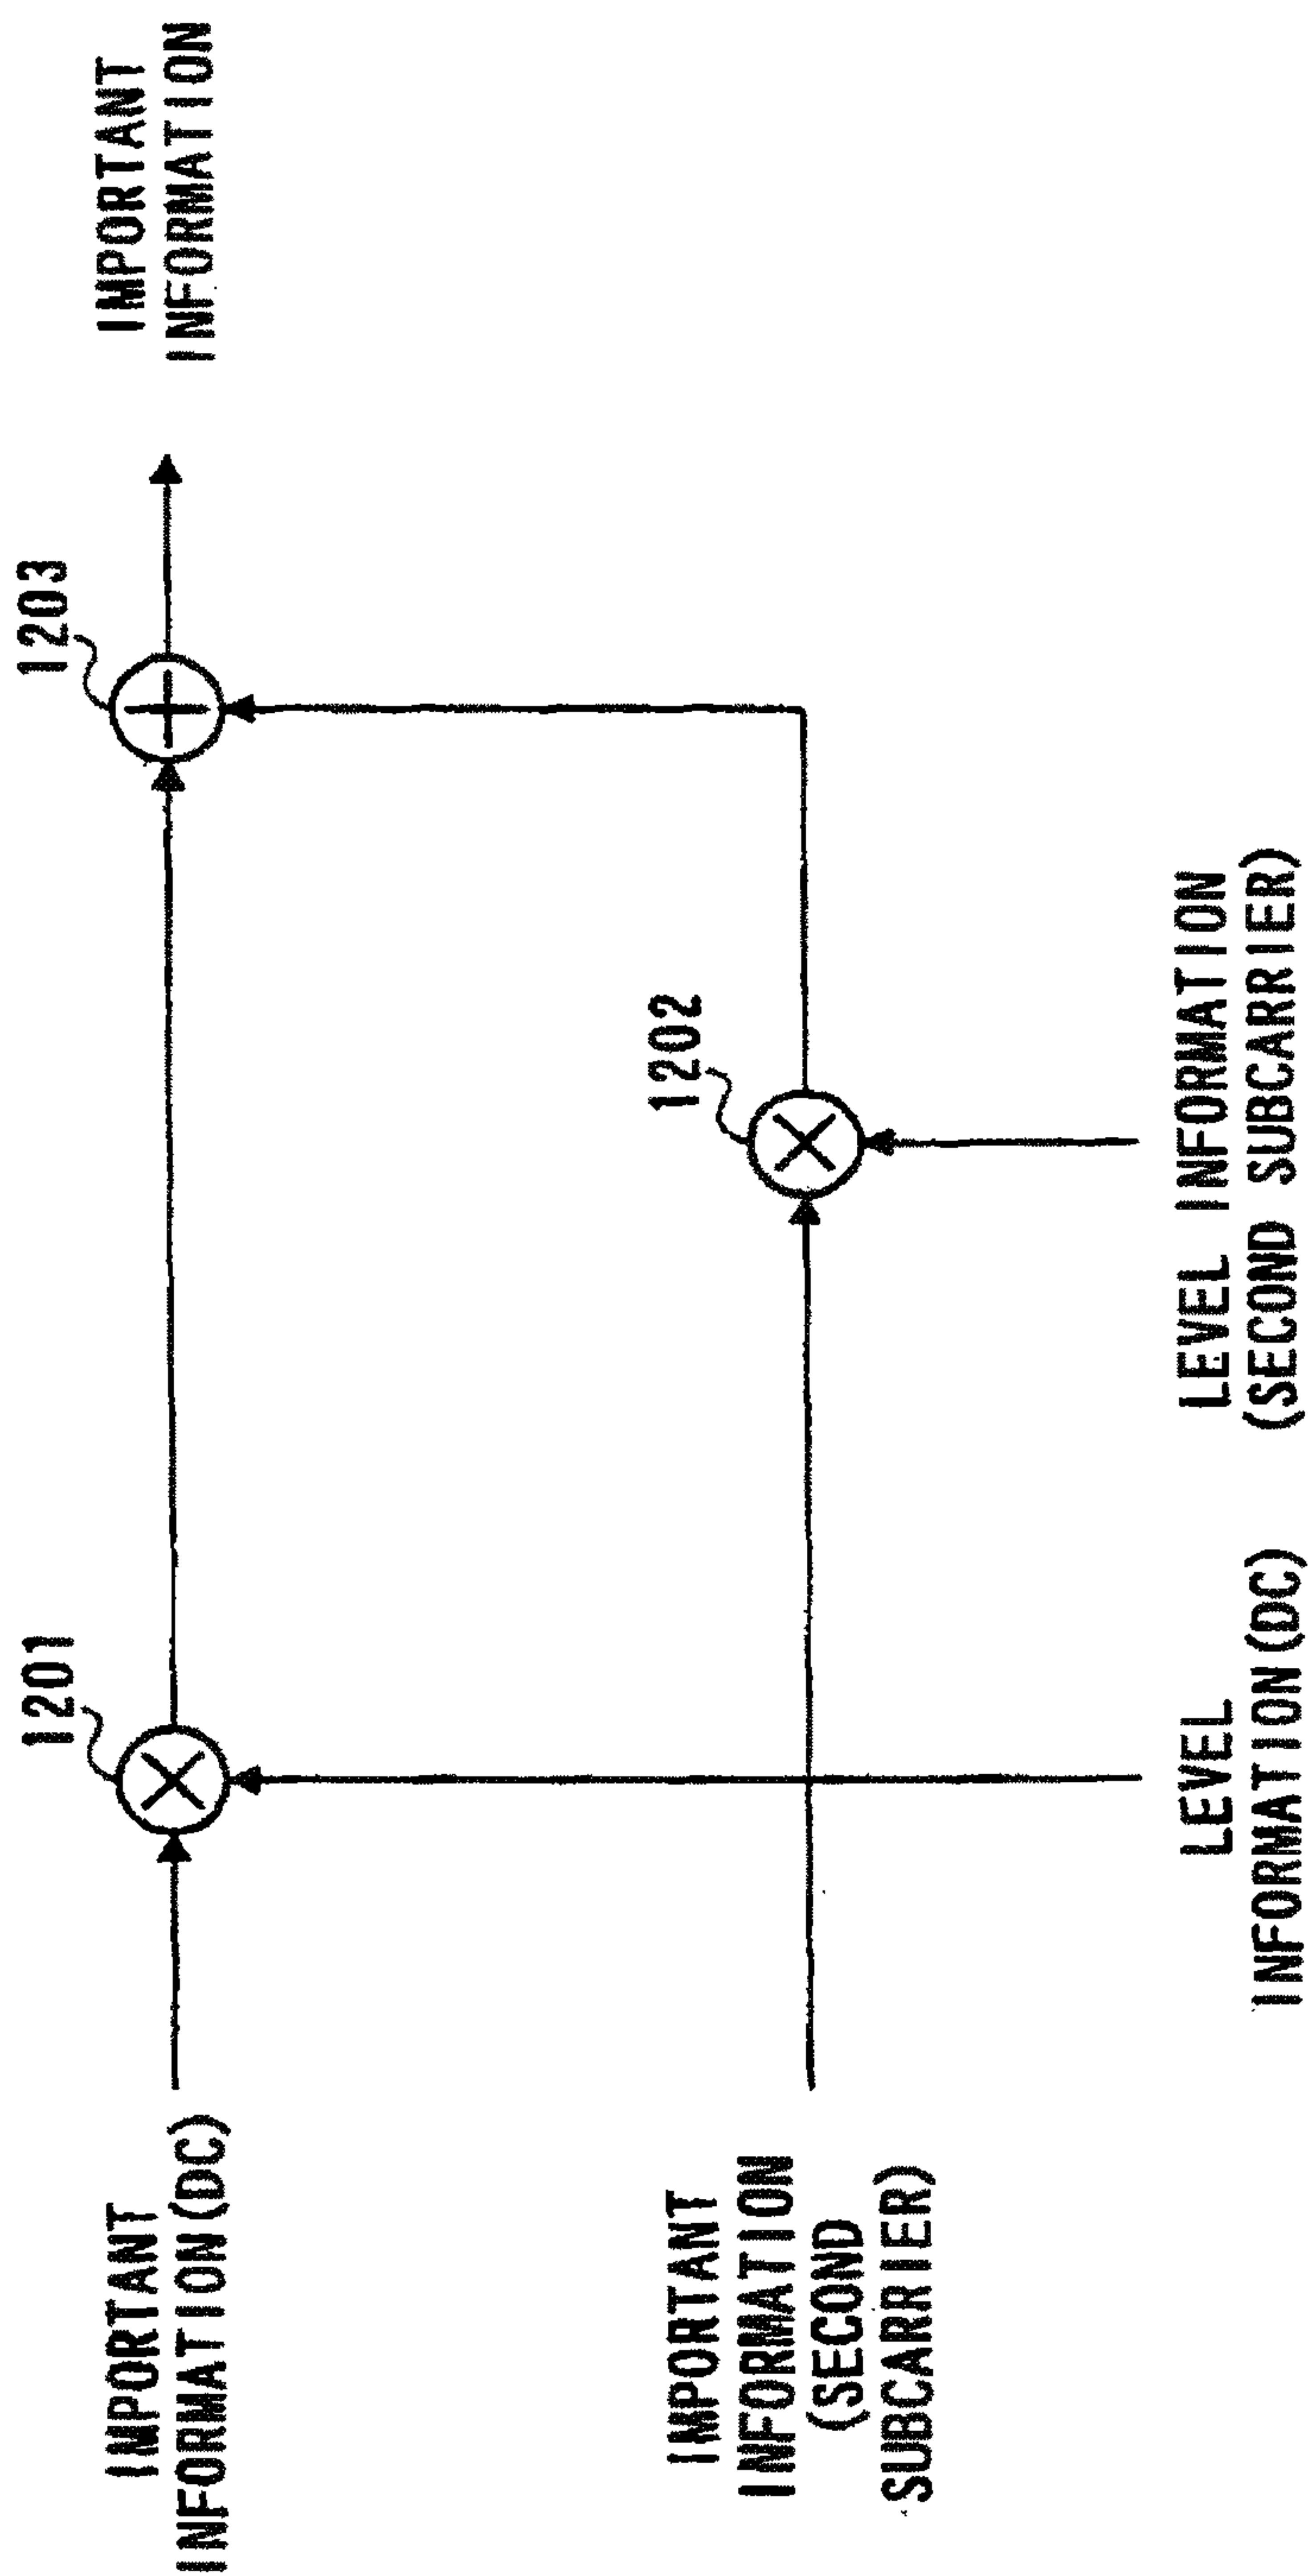 1201
1203
IMPORTANT
INFORMATION(DC)
IMPORTANT
INFORMATION
1202
IMPORTANT
INFORMATION
(SECOND
SUBCARRIER)
LEVEL
INFORMATION(DC)
LEVEL INFORMATION
(SECOND SUBCARRIER)